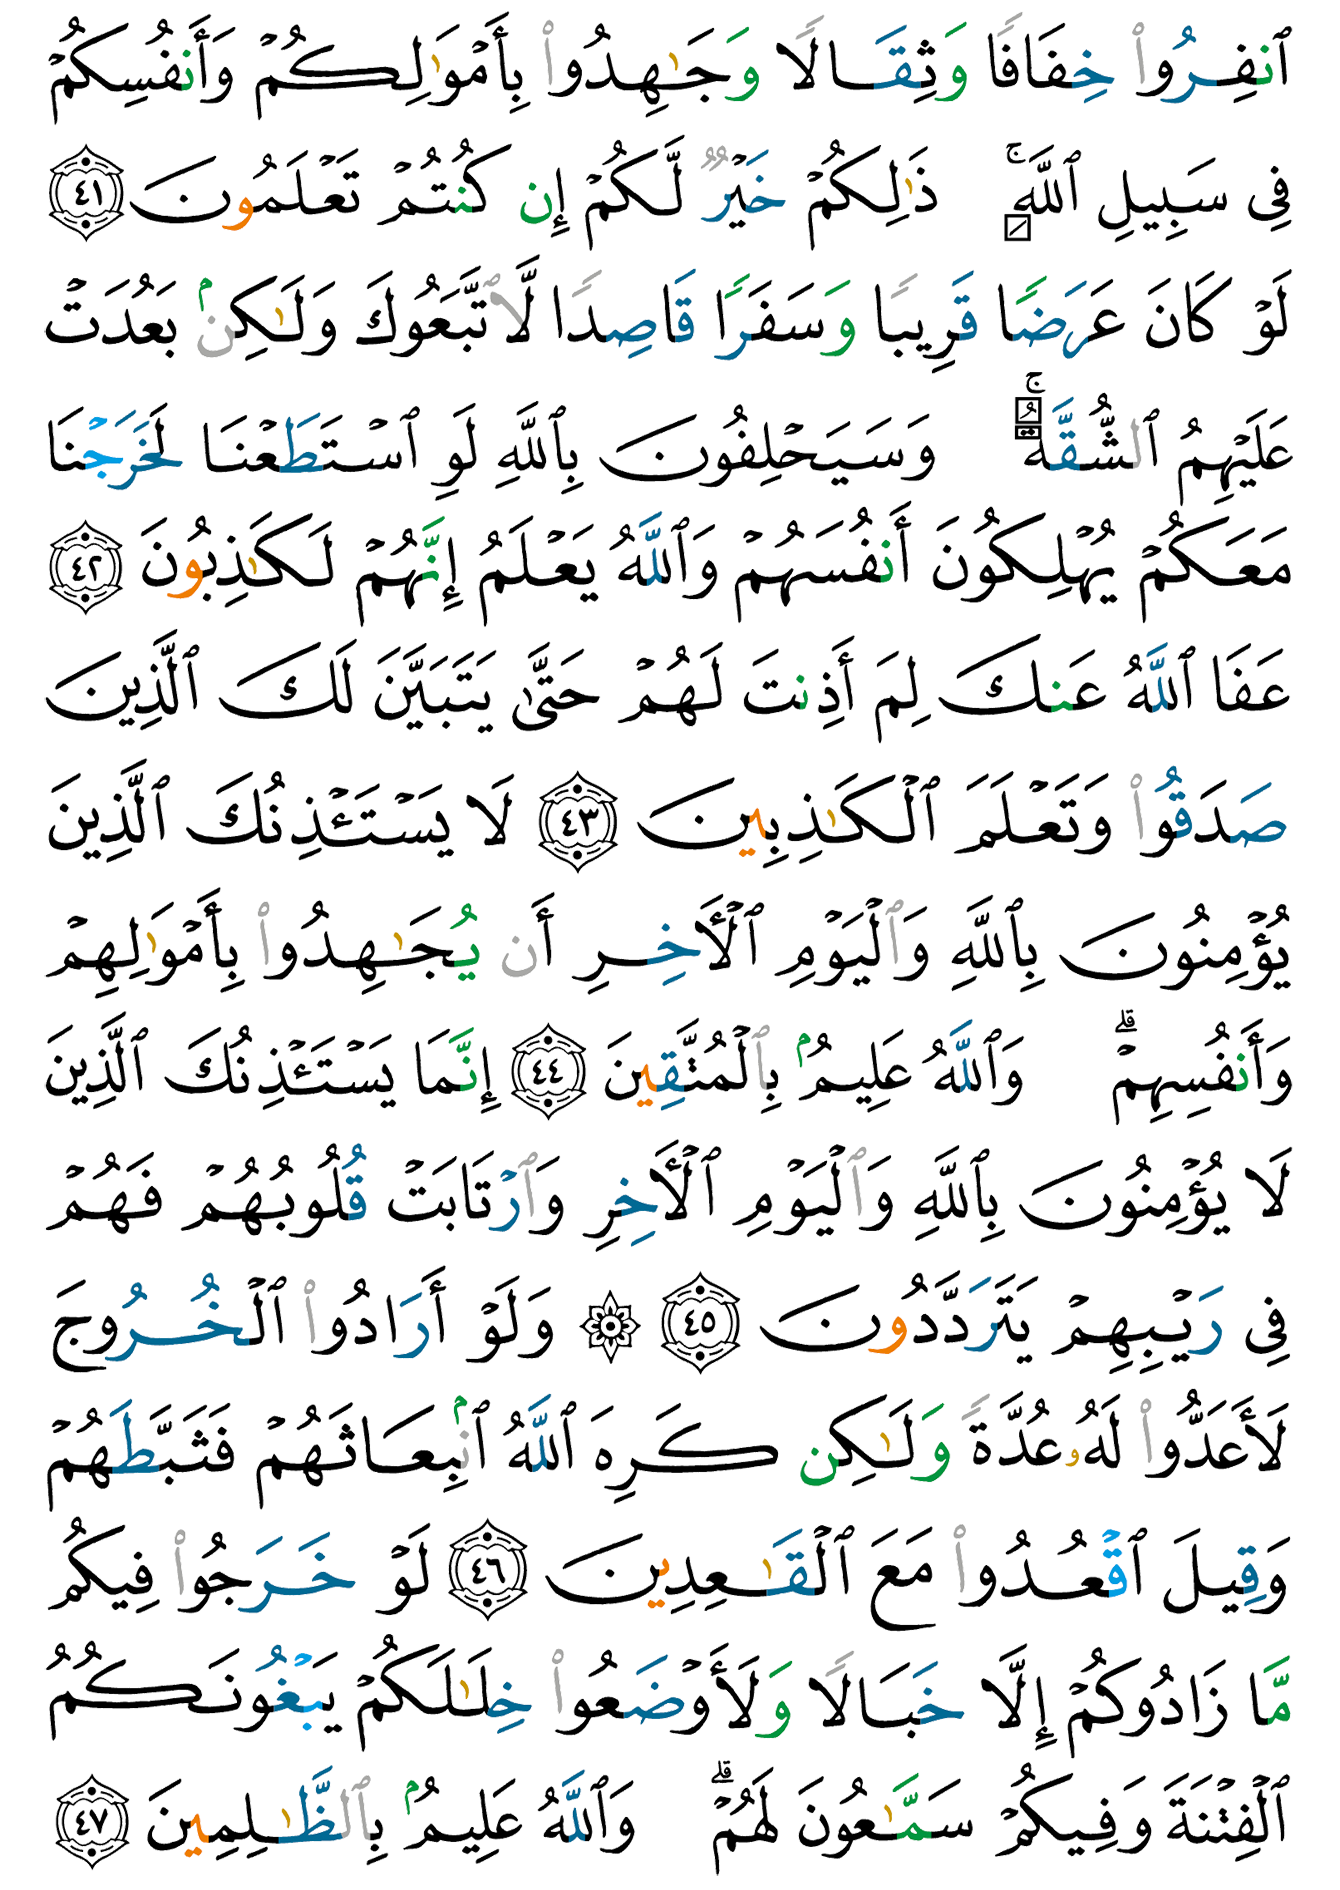 ٱنفِرُوا۟ خِفَافًا وَثِقَالًا وَجَـٰهِدُوا۟ بِأَمْوَٰلِكُمْ وَأَنفُسِكُمْ
فِى سَبِيلِ ٱللَّهِ ۚ ذَٰلِكُمْ خَيْرٌ لَّكُمْ إِن كُنتُمْ تَعْلَمُونَ ٤١
لَوْ كَانَ عَرَضًا قَرِيبًا وَسَفَرًا قَاصِدًا لَّٱتَّبَعُوكَ وَلَـٰكِنۢ بَعُدَتْ
عَلَيْهِمُ ٱلشُّقَّةُ ۚ وَسَيَحْلِفُونَ بِٱللَّهِ لَوِ ٱسْتَطَعْنَا لَخَرَجْنَا
مَعَكُمْ يُهْلِكُونَ أَنفُسَهُمْ وَٱللَّهُ يَعْلَمُ إِنَّهُمْ لَكَـٰذِبُونَ ٤٢
عَفَا ٱللَّهُ عَنكَ لِمَ أَذِنتَ لَهُمْ حَتَّىٰ يَتَبَيَّنَ لَكَ ٱلَّذِينَ
صَدَقُوا۟ وَتَعْلَمَ ٱلْكَـٰذِبِينَ ٤٣ لَا يَسْتَـْٔذِنُكَ ٱلَّذِينَ
يُؤْمِنُونَ بِٱللَّهِ وَٱلْيَوْمِ ٱلْـَٔاخِرِ أَن يُجَـٰهِدُوا۟ بِأَمْوَٰلِهِمْ
وَأَنفُسِهِمْ ۗ وَٱللَّهُ عَلِيمٌۢ بِٱلْمُتَّقِينَ ٤٤ إِنَّمَا يَسْتَـْٔذِنُكَ ٱلَّذِينَ
لَا يُؤْمِنُونَ بِٱللَّهِ وَٱلْيَوْمِ ٱلْـَٔاخِرِ وَٱرْتَابَتْ قُلُوبُهُمْ فَهُمْ
فِى رَيْبِهِمْ يَتَرَدَّدُونَ ٤٥ ۞ وَلَوْ أَرَادُوا۟ ٱلْخُرُوجَ
لَأَعَدُّوا۟ لَهُۥ عُدَّةً وَلَـٰكِن كَرِهَ ٱللَّهُ ٱنۢبِعَاثَهُمْ فَثَبَّطَهُمْ
وَقِيلَ ٱقْعُدُوا۟ مَعَ ٱلْقَـٰعِدِينَ ٤٦ لَوْ خَرَجُوا۟ فِيكُم
مَّا زَادُوكُمْ إِلَّا خَبَالًا وَلَأَوْضَعُوا۟ خِلَـٰلَكُمْ يَبْغُونَكُمُ
ٱلْفِتْنَةَ وَفِيكُمْ سَمَّـٰعُونَ لَهُمْ ۗ وَٱللَّهُ عَلِيمٌۢ بِٱلظَّـٰلِمِينَ ٤٧